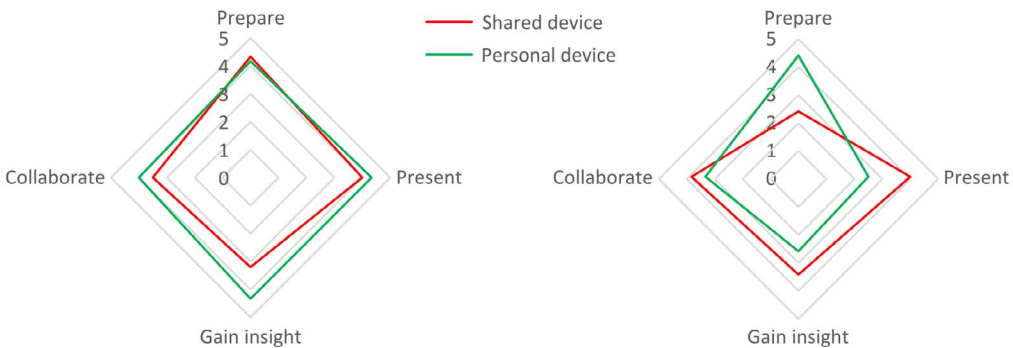 Prepare
5
4
3
2
1
0
Collaborate
Present
Gain insight
Shared device
Personal device
Prepare
5
4
3
2
1
0
Collaborate
Present
Gain insight